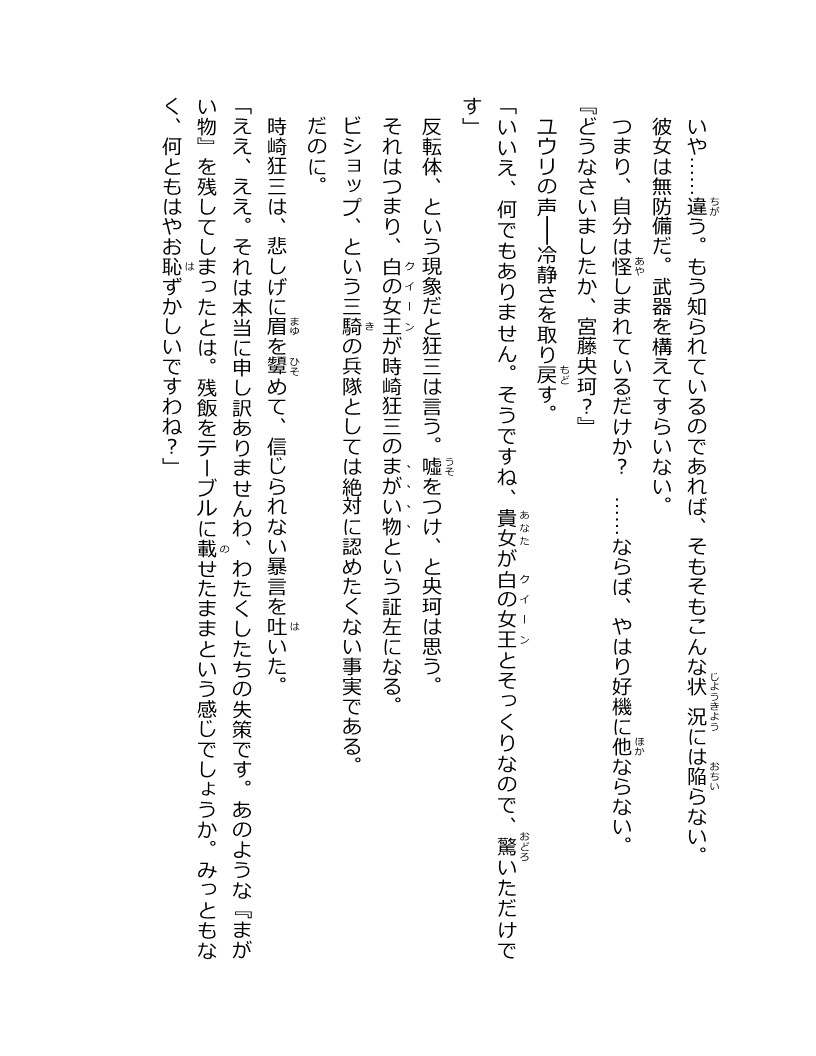 いや……違う。もう知られているのであれば、そもそもこんな状況には陥らない。
彼女は無防備だ。武器を構えてすらいない。
つまり、自分は怪しまれているだけか？　……ならば、やはり好機に他ならない。
『どうなさいましたか、宮藤央珂？』
ユウリの声――冷静さを取り戻す。
「いいえ、何でもありません。そうですね、貴女が白の女王とそっくりなので、驚いただけで
す」
反転体、という現象だと狂三は言う。嘘をつけ、と央珂は思う。
それはつまり、白の女王が時崎狂三のまがい物という証左になる。
ビショップ、という三騎の兵隊としては絶対に認めたくない事実である。
だのに。
時崎狂三は、悲しげに眉を顰めて、信じられない暴言を吐いた。
「ええ、ええ。それは本当に申し訳ありませんわ、わたくしたちの失策です。あのような『まが
い物』を残してしまったとは。残飯をテーブルに載せたままという感じでしょうか。みっともな
く、何ともはやお恥ずかしいですわね？」